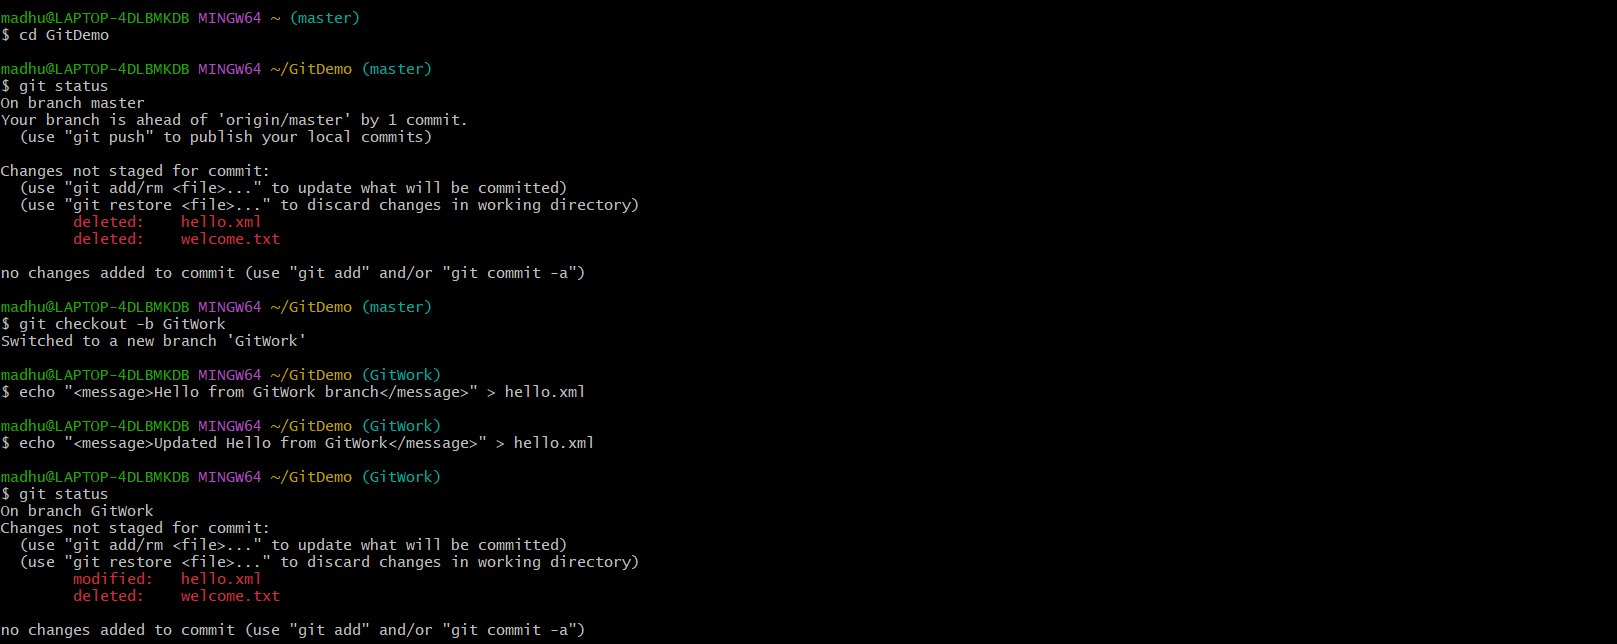 madhu@LAPTOP-4DLBMKDB MINGW64 ~ (master)
$ cd GitDemo
madhu@LAPTOP-4DLBMKDB MINGW64 ~/GitDemo (master)
$ git status
On branch master
Your branch is ahead of 'origin/master' by 1 commit.
  (use "git push" to publish your local commits)
Changes not staged for commit:
  (use "git add/rm <file>..." to update what will be committed)
  (use "git restore <file>..." to discard changes in working directory)
        deleted:    hello.xml
        deleted:    welcome.txt
no changes added to commit (use "git add" and/or "git commit -a")
madhu@LAPTOP-4DLBMKDB MINGW64 ~/GitDemo (master)
$ git checkout -b GitWork
Switched to a new branch 'GitWork'
madhu@LAPTOP-4DLBMKDB MINGW64 ~/GitDemo (GitWork)
$ echo "<message>Hello from GitWork branch</message>" > hello.xml
madhu@LAPTOP-4DLBMKDB MINGW64 ~/GitDemo (GitWork)
$ echo "<message>Updated Hello from GitWork</message>" > hello.xml
madhu@LAPTOP-4DLBMKDB MINGW64 ~/GitDemo (GitWork)
$ git status
On branch GitWork
Changes not staged for commit:
  (use "git add/rm <file>..." to update what will be committed)
  (use "git restore <file>..." to discard changes in working directory)
        modified:   hello.xml
        deleted:    welcome.txt
no changes added to commit (use "git add" and/or "git commit -a")